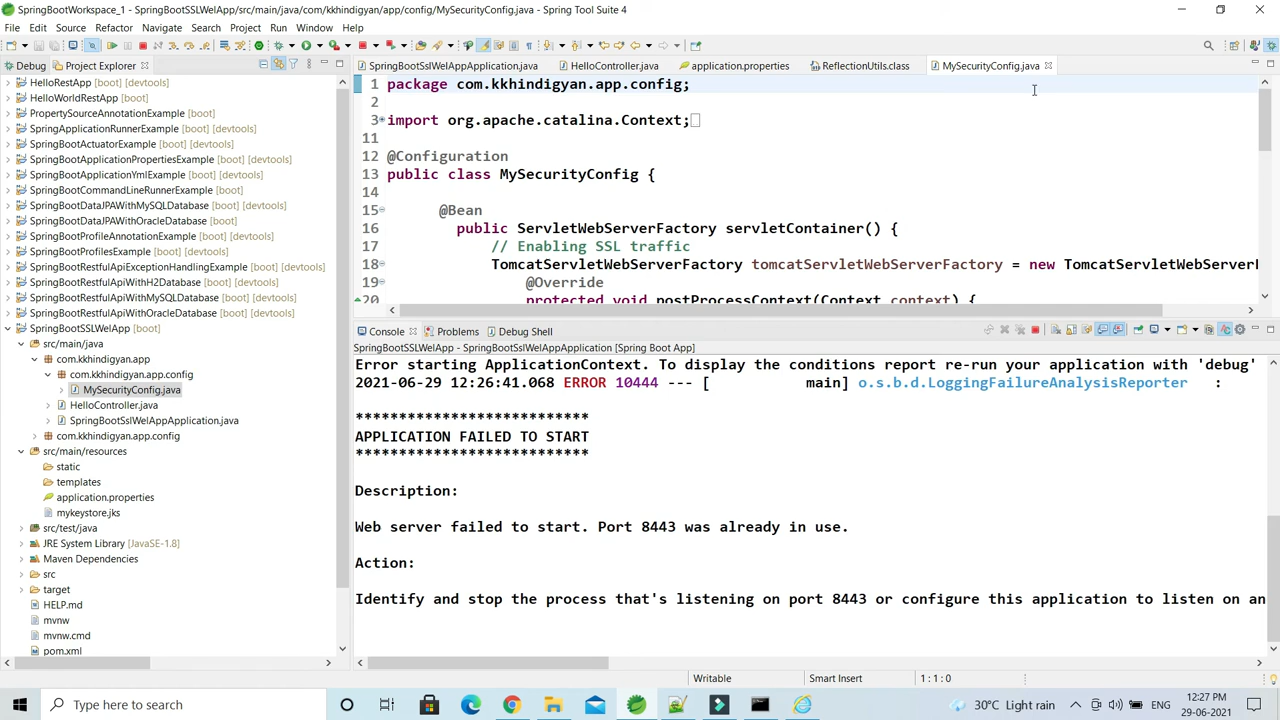 SpringBootWorkspace_1 - SpringBootSSLWelApp/src/main/java/com/kkhindigyan/app/config/MySecurityConfig.java - Spring Tool Suite 4
File Edit Source Refactor Navigate Search Project Run Window Help
Debug Project Explorer
HelloRestApp [boot] [devtools]
HelloWorldRestApp [boot]
PropertySourceAnnotationExample [boot]
SpringApplicationRunnerExample [boot] [devtools]
SpringBootActuatorExample [boot] [devtools]
SpringBootApplicationPropertiesExample [boot] [devtools]
SpringBootApplicationYmlExample [boot] [devtools]
SpringBootCommandLineRunnerExample [boot]
SpringBootDataJPAWithMySQLDatabase [boot] [devtools]
SpringBootDataJPAWithOracleDatabase [boot]
SpringBootProfileAnnotationExample [boot] [devtools]
SpringBootProfilesExample [boot] [devtools]
SpringBootRestfulApiExceptionHandlingExample [boot] [devtools]
SpringBootRestfulApiWithH2Database [boot] [devtools]
SpringBootRestfulApiWithMySQLDatabase [boot] [devtools]
SpringBootRestfulApiWithOracleDatabase [boot] [devtools]
SpringBootSSLWelApp [boot]
src/main/java
com.kkhindigyan.app
com.kkhindigyan.app.config
MySecurityConfig.java
HelloController.java
SpringBootSslWelAppApplication.java
com.kkhindigyan.app.config
src/main/resources
static
templates
application.properties
mykeystore.jks
src/test/java
JRE System Library [JavaSE-1.8]
Maven Dependencies
src
target
HELP.md
mvnw
mvnw.cmd
pom.xml
SpringBootSslWelAppApplication.java HelloController.java application.properties ReflectionUtils.class MySecurityConfig.java
1 package com.kkhindigyan.app.config;
2
3 import org.apache.catalina.Context;
11
12 @Configuration
13 public class MySecurityConfig {
14
15 @Bean
16 public ServletWebServerFactory servletContainer() {
17 // Enabling SSL traffic
18 TomcatServletWebServerFactory tomcatServletWebServerFactory = new TomcatServletWebServerF
19 @Override
20 protected void postProcessContext(Context context) {
Console Problems Debug Shell
SpringBootSSLWelApp - SpringBootSslWelAppApplication [Spring Boot App]
Error starting ApplicationContext. To display the conditions report re-run your application with 'debug'
2021-06-29 12:26:41.068 ERROR 10444 --- [ main] o.s.b.d.LoggingFailureAnalysisReporter :
***************************
APPLICATION FAILED TO START
***************************
Description:
Web server failed to start. Port 8443 was already in use.
Action:
Identify and stop the process that's listening on port 8443 or configure this application to listen on an
Writable Smart Insert 1 : 1 : 0
Type here to search
30°C Light rain ENG
12:27 PM
29-06-2021